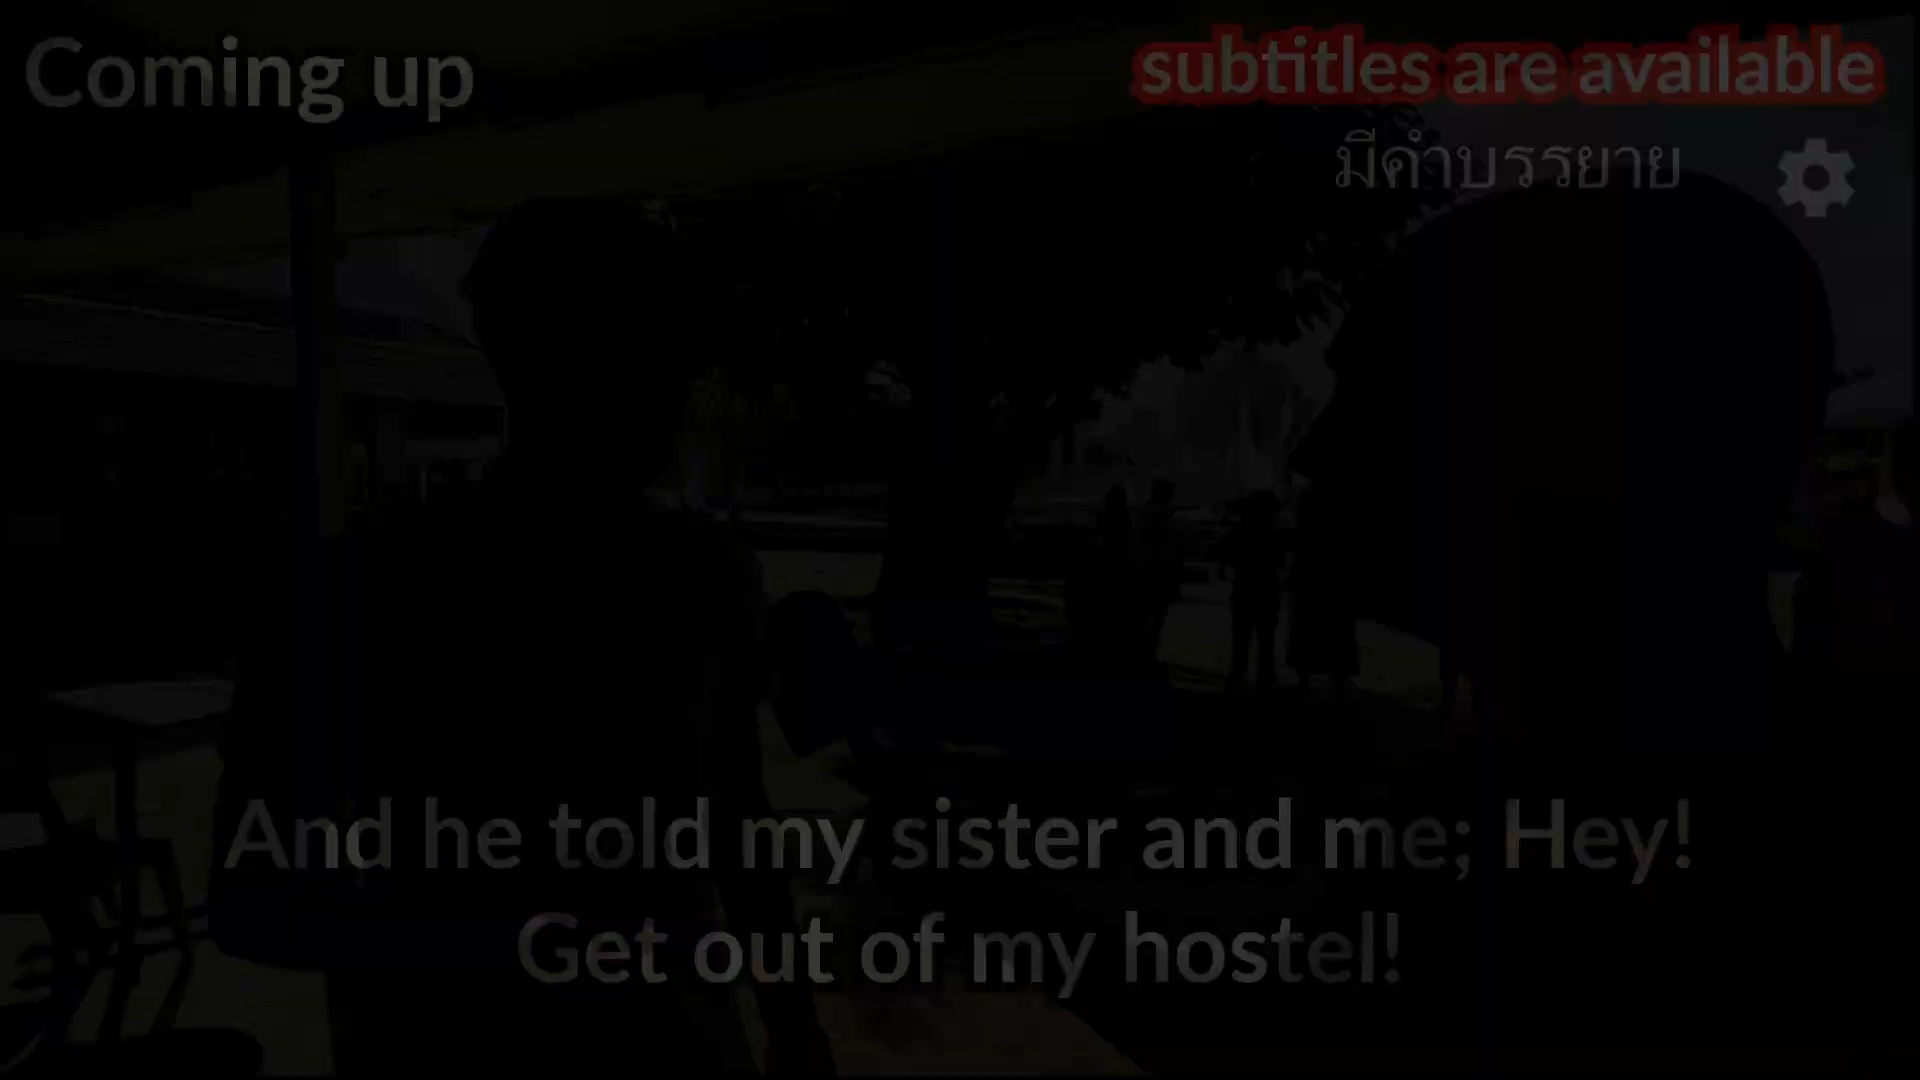 Coming up
subtitles are available
มีคำบรรยาย
And he told my sister and me; Hey!
Get out of my hostel!